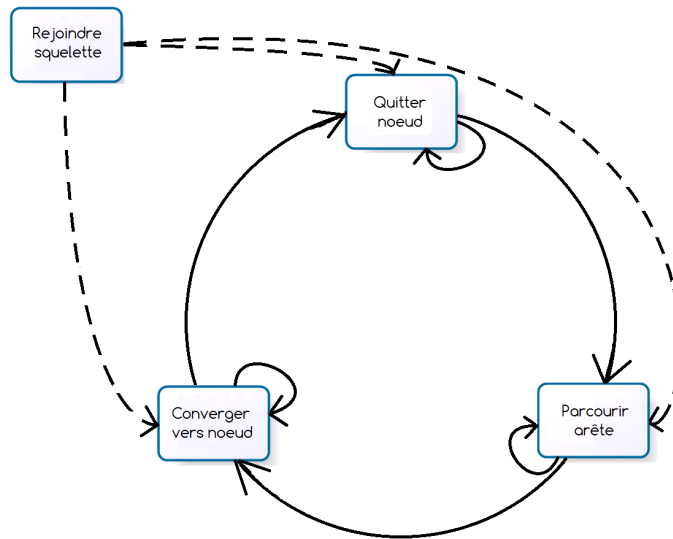 Rejoindre
squelette
Quitter
noeud
Converger
vers noeud
Parcourir
arête